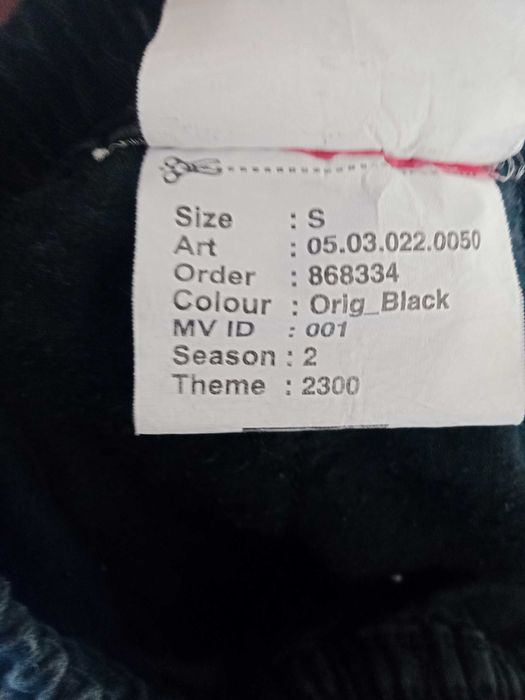 Size : S
Art : 05.03.022.0050
Order : 868334
Colour : Orig_Black
MV ID : 001
Season : 2
Theme : 2300